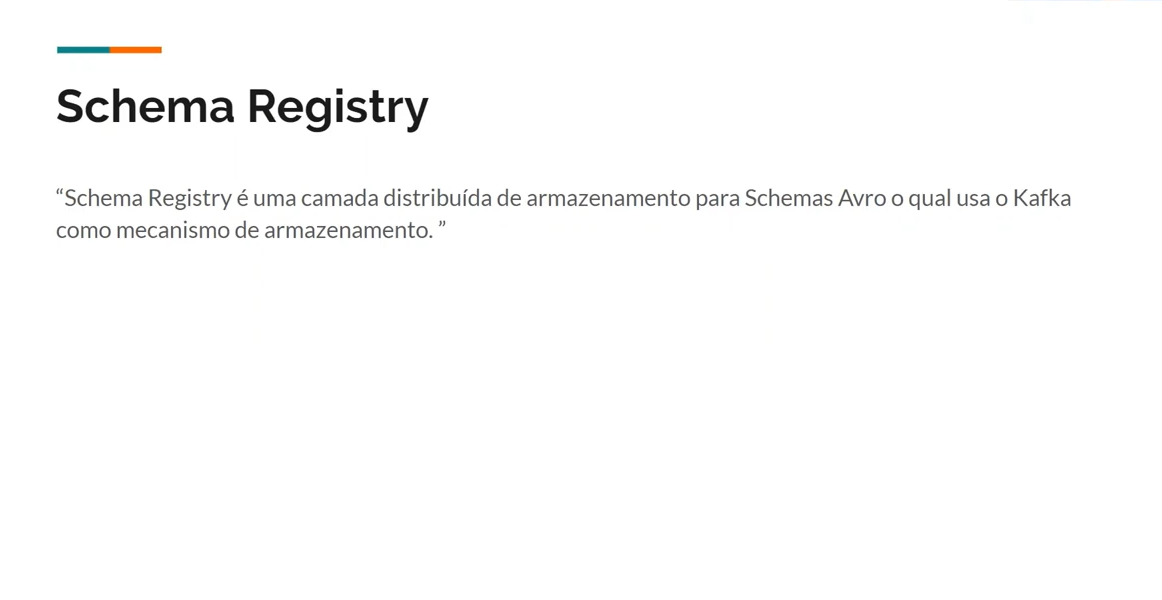 Schema Registry
“Schema Registry é uma camada distribuída de armazenamento para Schemas Avro o qual usa o Kafka
como mecanismo de armazenamento. ”